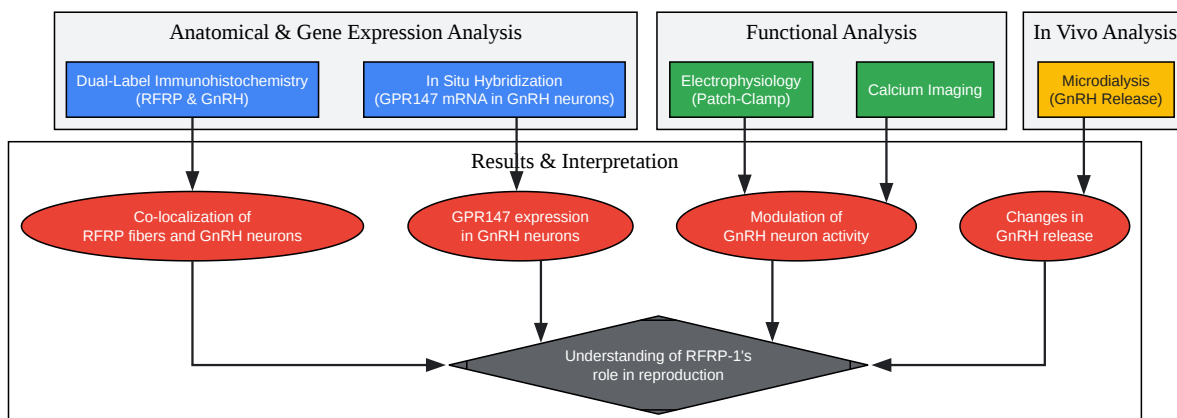 Anatomical & Gene Expression Analysis
Dual-Label Immunohistochemistry
(RFRP & GnRH)
In Situ Hybridization
(GPR147 mRNA in GnRH neurons)
Functional Analysis
Electrophysiology
(Patch-Clamp)
Calcium Imaging
In Vivo Analysis
Microdialysis
(GnRH Release)
Results & Interpretation
Co-localization of
RFRP fibers and GnRH neurons
GPR147 expression
in GnRH neurons
Modulation of
GnRH neuron activity
Changes in
GnRH release
Understanding of RFRP-1's
role in reproduction